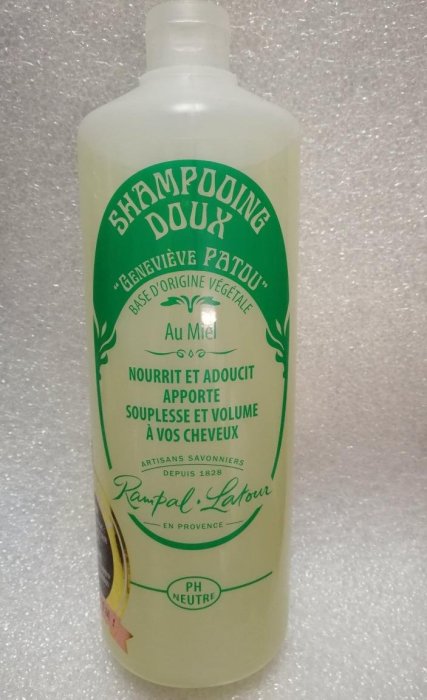 SHAMPOOING
DOUX
"GENEVIÈVE PATOU"
BASE D'ORIGINE VÉGÉTALE
Au Miel
NOURRIT ET ADOUCIT
APPORTE
SOUPLESSE ET VOLUME
À VOS CHEVEUX
ARTISANS SAVONNIERS
DEPUIS 1828
Rampal • Latour
EN PROVENCE
PH
NEUTRE